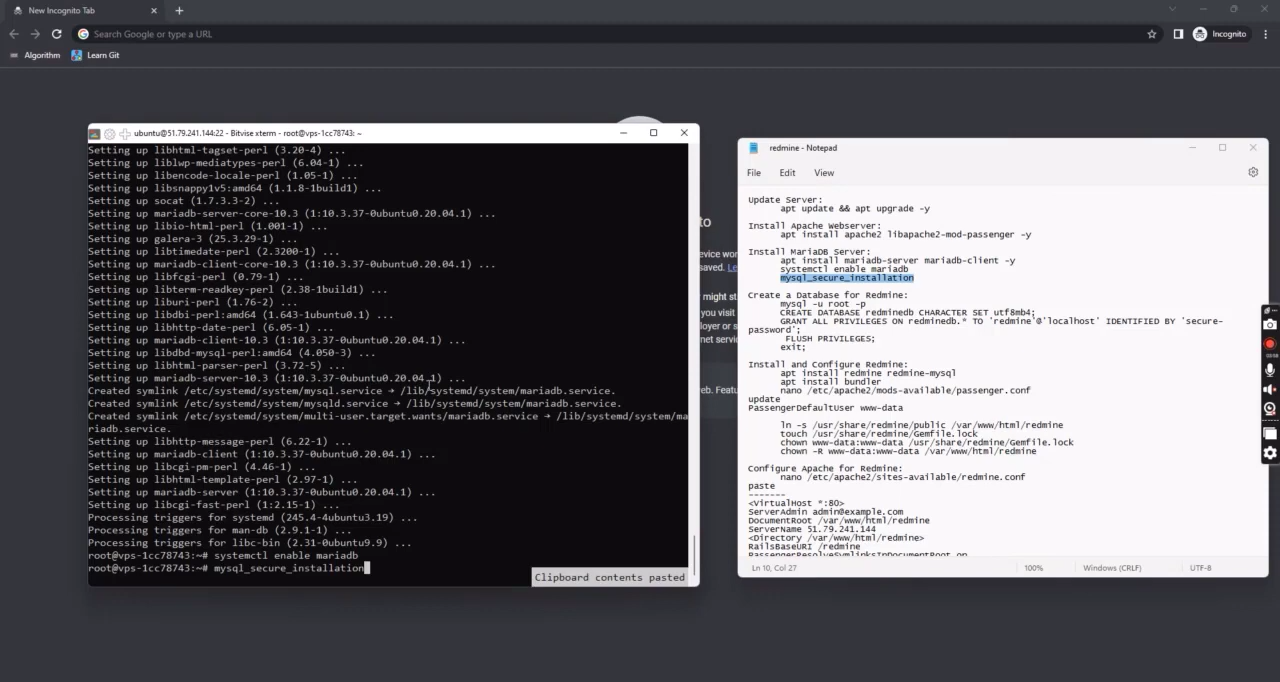 New Incognito Tab
Search Google or type a URL
Incognito
Algorithm
Learn Git
ubuntu@51.79.241.144:22 - Bitvise xterm - root@vps-1cc78743: ~
Setting up libhtml-tagset-perl (3.20-4) ...
Setting up liblwp-mediatypes-perl (6.04-1) ...
Setting up libencode-locale-perl (1.05-1) ...
Setting up libsnappy1v5:amd64 (1.1.8-1build1) ...
Setting up socat (1.7.3.3-2) ...
Setting up mariadb-server-core-10.3 (1:10.3.37-0ubuntu0.20.04.1) ...
Setting up libio-html-perl (1.001-1) ...
Setting up galera-3 (25.3.29-1) ...
Setting up libtimedate-perl (2.3200-1) ...
Setting up mariadb-client-core-10.3 (1:10.3.37-0ubuntu0.20.04.1) ...
Setting up libfcgi-perl (0.79-1) ...
Setting up libterm-readkey-perl (2.38-1build1) ...
Setting up liburi-perl (1.76-2) ...
Setting up libdbi-perl:amd64 (1.643-1ubuntu0.1) ...
Setting up libhttp-date-perl (6.05-1) ...
Setting up mariadb-client-10.3 (1:10.3.37-0ubuntu0.20.04.1) ...
Setting up libdbd-mysql-perl:amd64 (4.050-3) ...
Setting up libhtml-parser-perl (3.72-5) ...
Setting up mariadb-server-10.3 (1:10.3.37-0ubuntu0.20.04.1) ...
Created symlink /etc/systemd/system/mysql.service → /lib/systemd/system/mariadb.service.
Created symlink /etc/systemd/system/mysqld.service → /lib/systemd/system/mariadb.service.
Created symlink /etc/systemd/system/multi-user.target.wants/mariadb.service → /lib/systemd/system/ma
riadb.service.
Setting up libhttp-message-perl (6.22-1) ...
Setting up mariadb-client (1:10.3.37-0ubuntu0.20.04.1) ...
Setting up libcgi-pm-perl (4.46-1) ...
Setting up libhtml-template-perl (2.97-1) ...
Setting up mariadb-server (1:10.3.37-0ubuntu0.20.04.1) ...
Setting up libcgi-fast-perl (1:2.15-1) ...
Processing triggers for systemd (245.4-4ubuntu3.19) ...
Processing triggers for man-db (2.9.1-1) ...
Processing triggers for libc-bin (2.31-0ubuntu9.9) ...
root@vps-1cc78743:~# systemctl enable mariadb
root@vps-1cc78743:~# mysql_secure_installation
Clipboard contents pasted
to
device wor
saved. Le
might st
you visit
loyer or s
net servic
eb. Featu
redmine - Notepad
File Edit View
Update Server:
apt update && apt upgrade -y
Install Apache Webserver:
apt install apache2 libapache2-mod-passenger -y
Install MariaDB Server:
apt install mariadb-server mariadb-client -y
systemctl enable mariadb
mysql_secure_installation
Create a Database for Redmine:
mysql -u root -p
CREATE DATABASE redminedb CHARACTER SET utf8mb4;
GRANT ALL PRIVILEGES ON redminedb.* TO 'redmine'@'localhost' IDENTIFIED BY 'secure-
password';
FLUSH PRIVILEGES;
exit;
Install and Configure Redmine:
apt install redmine redmine-mysql
apt install bundler
nano /etc/apache2/mods-available/passenger.conf
update
PassengerDefaultUser www-data
ln -s /usr/share/redmine/public /var/www/html/redmine
touch /usr/share/redmine/Gemfile.lock
chown www-data:www-data /usr/share/redmine/Gemfile.lock
chown -R www-data:www-data /var/www/html/redmine
Configure Apache for Redmine:
nano /etc/apache2/sites-available/redmine.conf
paste
-------
<VirtualHost *:80>
ServerAdmin admin@example.com
DocumentRoot /var/www/html/redmine
ServerName 51.79.241.144
<Directory /var/www/html/redmine>
RailsBaseURI /redmine
PassengerResolveSymlinksInDocumentRoot on
Ln 10, Col 27
100%
Windows (CRLF)
UTF-8